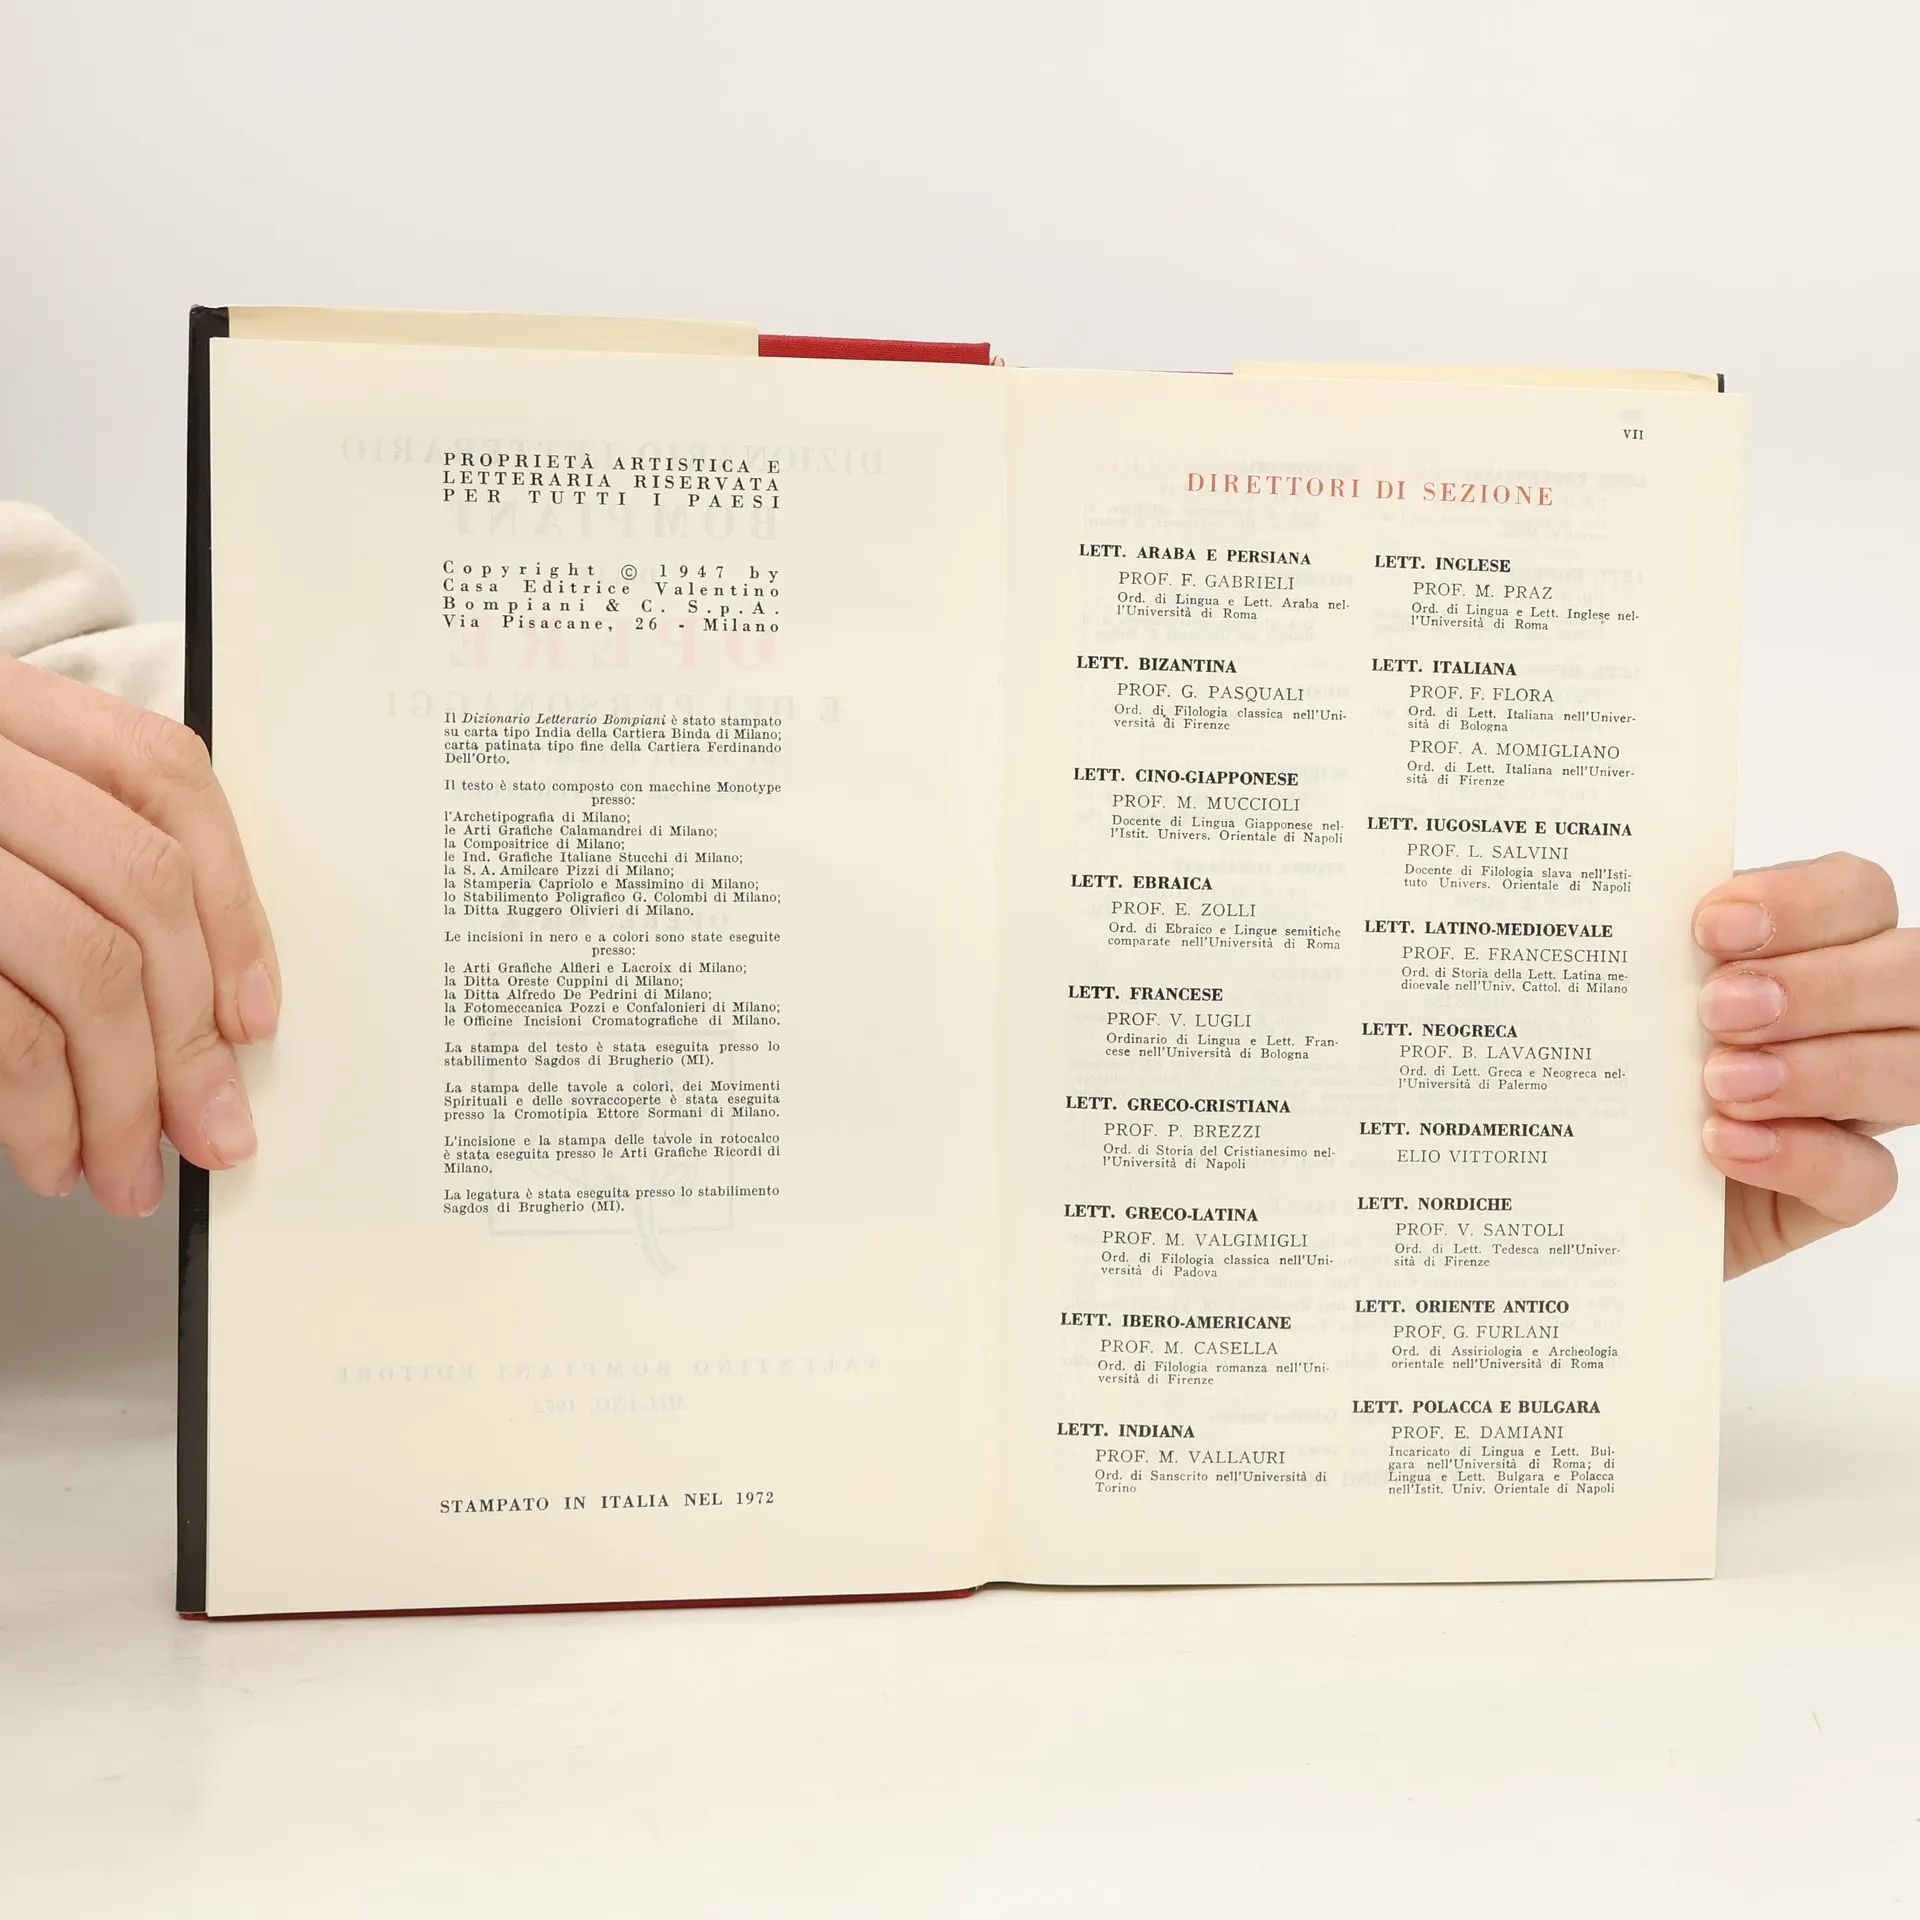 PROPRIETÀ ARTISTICA E
LETTERARIA RISERVATA
PER TUTTI I PAESI
Copyright © 1947 by
Casa Editrice Valentino
Bompiani & C. S.p.A.
Via Pisacane, 26 - Milano
Il Dizionario Letterario Bompiani è stato stampato
su carta tipo India della Cartiera Binda di Milano;
carta patinata tipo fine della Cartiera Ferdinando
Dell'Orto.
Il testo è stato composto con macchine Monotype
presso:
l'Archetipografia di Milano;
le Arti Grafiche Calamandrei di Milano;
la Compositrice di Milano;
le Ind. Grafiche Italiane Stucchi di Milano;
la S. A. Amilcare Pizzi di Milano;
la Stamperia Capriolo e Massimino di Milano;
lo Stabilimento Poligrafico G. Colombi di Milano;
la Ditta Ruggero Olivieri di Milano.
Le incisioni in nero e a colori sono state eseguite
presso:
le Arti Grafiche Alfieri e Lacroix di Milano;
la Ditta Oreste Cuppini di Milano;
la Ditta Alfredo De Pedrini di Milano;
la Fotomeccanica Pozzi e Confalonieri di Milano;
le Officine Incisioni Cromatografiche di Milano.
La stampa del testo è stata eseguita presso lo
stabilimento Sagdos di Brugherio (MI).
La stampa delle tavole a colori, dei Movimenti
Spirituali e delle sovraccoperte è stata eseguita
presso la Cromotipia Ettore Sormani di Milano.
L'incisione e la stampa delle tavole in rotocalco
è stata eseguita presso le Arti Grafiche Ricordi di
Milano.
La legatura è stata eseguita presso lo stabilimento
Sagdos di Brugherio (MI).
STAMPATO IN ITALIA NEL 1972
VII
DIRETTORI DI SEZIONE
LETT. ARABA E PERSIANA
PROF. F. GABRIELI
Ord. di Lingua e Lett. Araba nel-
l'Università di Roma
LETT. BIZANTINA
PROF. G. PASQUALI
Ord. di Filologia classica nell'Uni-
versità di Firenze
LETT. CINO-GIAPPONESE
PROF. M. MUCCIOLI
Docente di Lingua Giapponese nel-
l'Istit. Univers. Orientale di Napoli
LETT. EBRAICA
PROF. E. ZOLLI
Ord. di Ebraico e Lingue semitiche
comparate nell'Università di Roma
LETT. FRANCESE
PROF. V. LUGLI
Ordinario di Lingua e Lett. Fran-
cese nell'Università di Bologna
LETT. GRECO-CRISTIANA
PROF. P. BREZZI
Ord. di Storia del Cristianesimo nel-
l'Università di Napoli
LETT. GRECO-LATINA
PROF. M. VALGIMIGLI
Ord. di Filologia classica nell'Uni-
versità di Padova
LETT. IBERO-AMERICANE
PROF. M. CASELLA
Ord. di Filologia romanza nell'Uni-
versità di Firenze
LETT. INDIANA
PROF. M. VALLAURI
Ord. di Sanscrito nell'Università di
Torino
LETT. INGLESE
PROF. M. PRAZ
Ord. di Lingua e Lett. Inglese nel-
l'Università di Roma
LETT. ITALIANA
PROF. F. FLORA
Ord. di Lett. Italiana nell'Univer-
sità di Bologna
PROF. A. MOMIGLIANO
Ord. di Lett. Italiana nell'Univer-
sità di Firenze
LETT. IUGOSLAVE E UCRAINA
PROF. L. SALVINI
Docente di Filologia slava nell'Isti-
tuto Univers. Orientale di Napoli
LETT. LATINO-MEDIOEVALE
PROF. E. FRANCESCHINI
Ord. di Storia della Lett. Latina me-
dioevale nell'Univ. Cattol. di Milano
LETT. NEOGRECA
PROF. B. LAVAGNINI
Ord. di Lett. Greca e Neogreca nel-
l'Università di Palermo
LETT. NORDAMERICANA
ELIO VITTORINI
LETT. NORDICHE
PROF. V. SANTOLI
Ord. di Lett. Tedesca nell'Univer-
sità di Firenze
LETT. ORIENTE ANTICO
PROF. G. FURLANI
Ord. di Assiriologia e Archeologia
orientale nell'Università di Roma
LETT. POLACCA E BULGARA
PROF. E. DAMIANI
Incaricato di Lingua e Lett. Bul-
gara nell'Università di Roma; di
Lingua e Lett. Bulgara e Polacca
nell'Istit. Univ. Orientale di Napoli